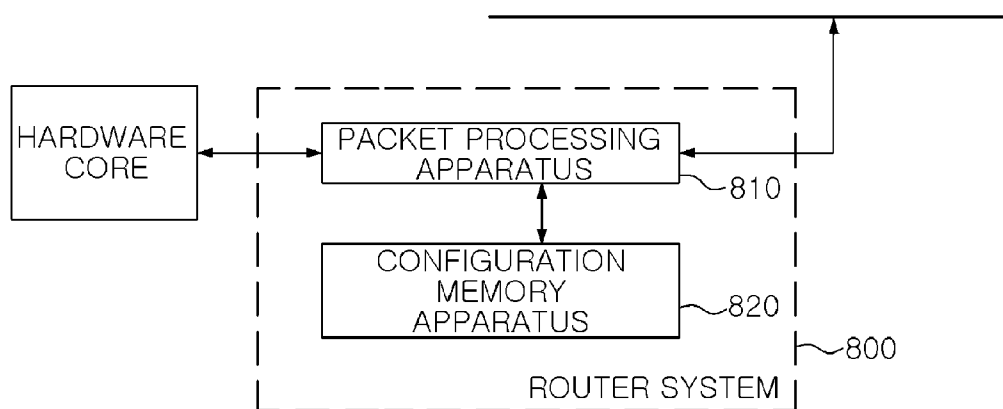 HARDWARE
CORE
PACKET PROCESSING
APPARATUS
810
CONFIGURATION
MEMORY
APPARATUS
820
800
ROUTER SYSTEM